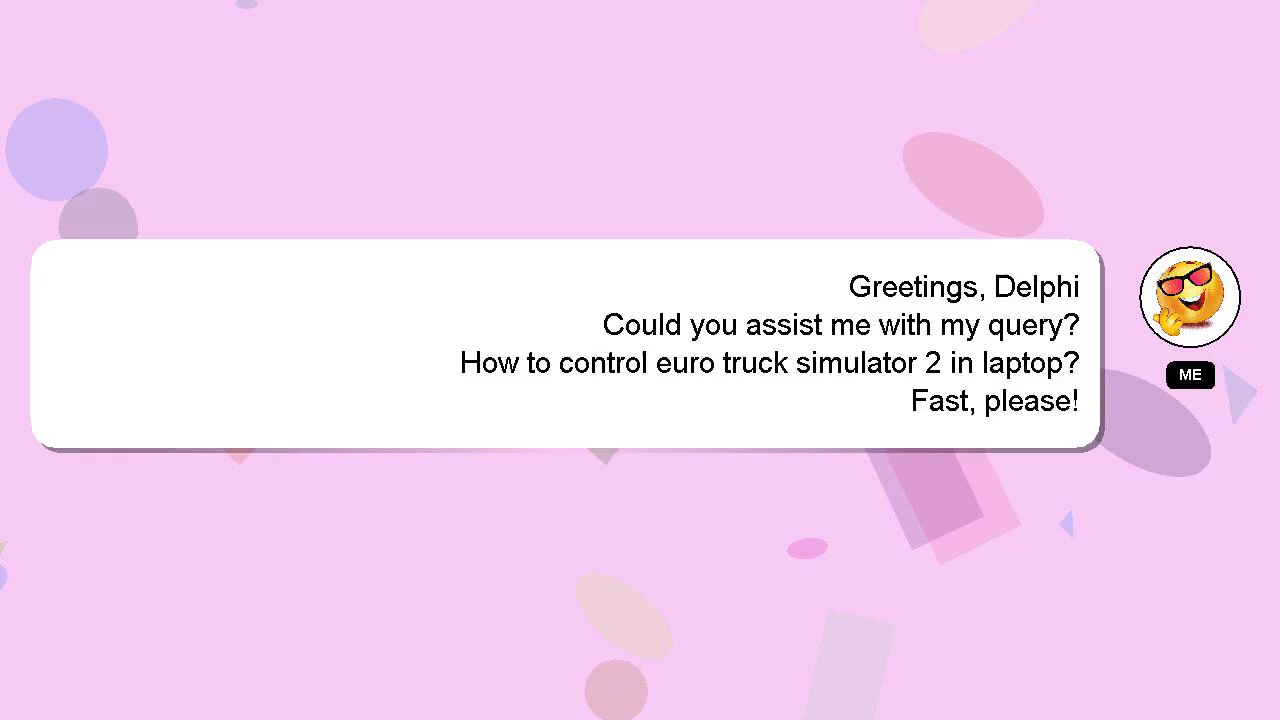 Greetings, Delphi
Could you assist me with my query?
How to control euro truck simulator 2 in laptop?
Fast, please!
ME